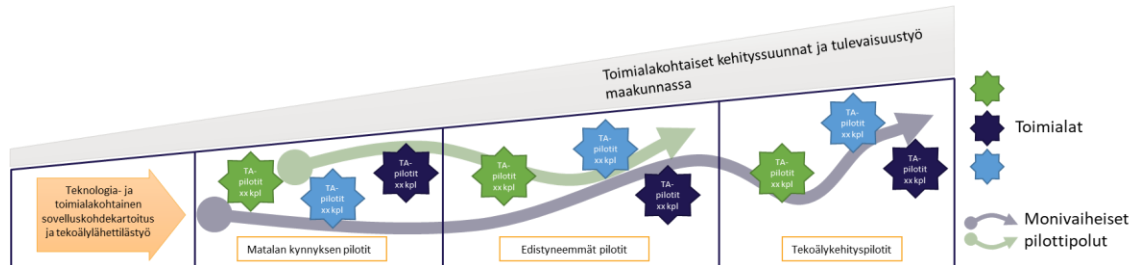 Toimialakohtaiset kehityssuunnat ja tulevaisuustyö
maakunnassa
Teknologia- ja
toimialakohtainen
sovelluskohdekartoitus
ja tekoälylähettilästyö
TA-
pilotit
xx kpl
TA-
pilotit
xx kpl
TA-
pilotit
xx kpl
Matalan kynnyksen pilotit
TA-
pilotit
xx kpl
TA-
pilotit
xx kpl
TA-
pilotit
xx kpl
Edistyneemmät pilotit
TA-
pilotit
xx kpl
TA-
pilotit
xx kpl
TA-
pilotit
xx kpl
Tekoälykehityspilotit
Toimialat
Monivaiheiset
pilottipolut